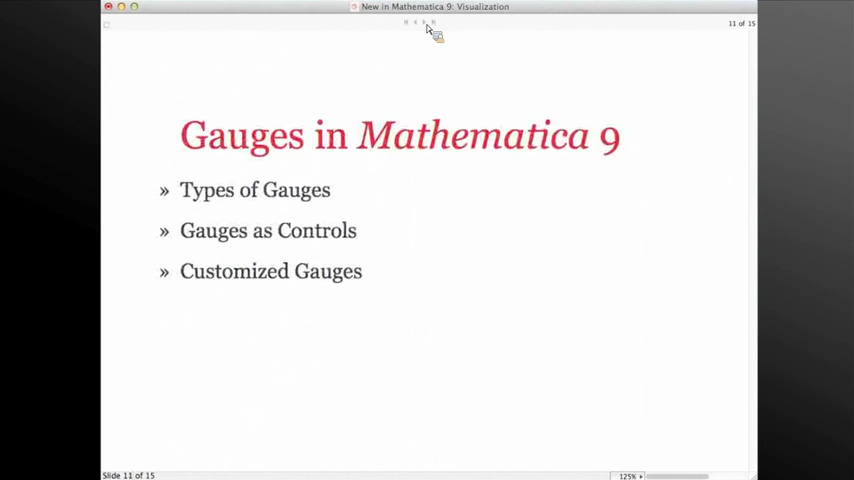 New in Mathematica 9: Visualization
11 of 15
Gauges in Mathematica 9
» Types of Gauges
» Gauges as Controls
» Customized Gauges
Slide 11 of 15
125%